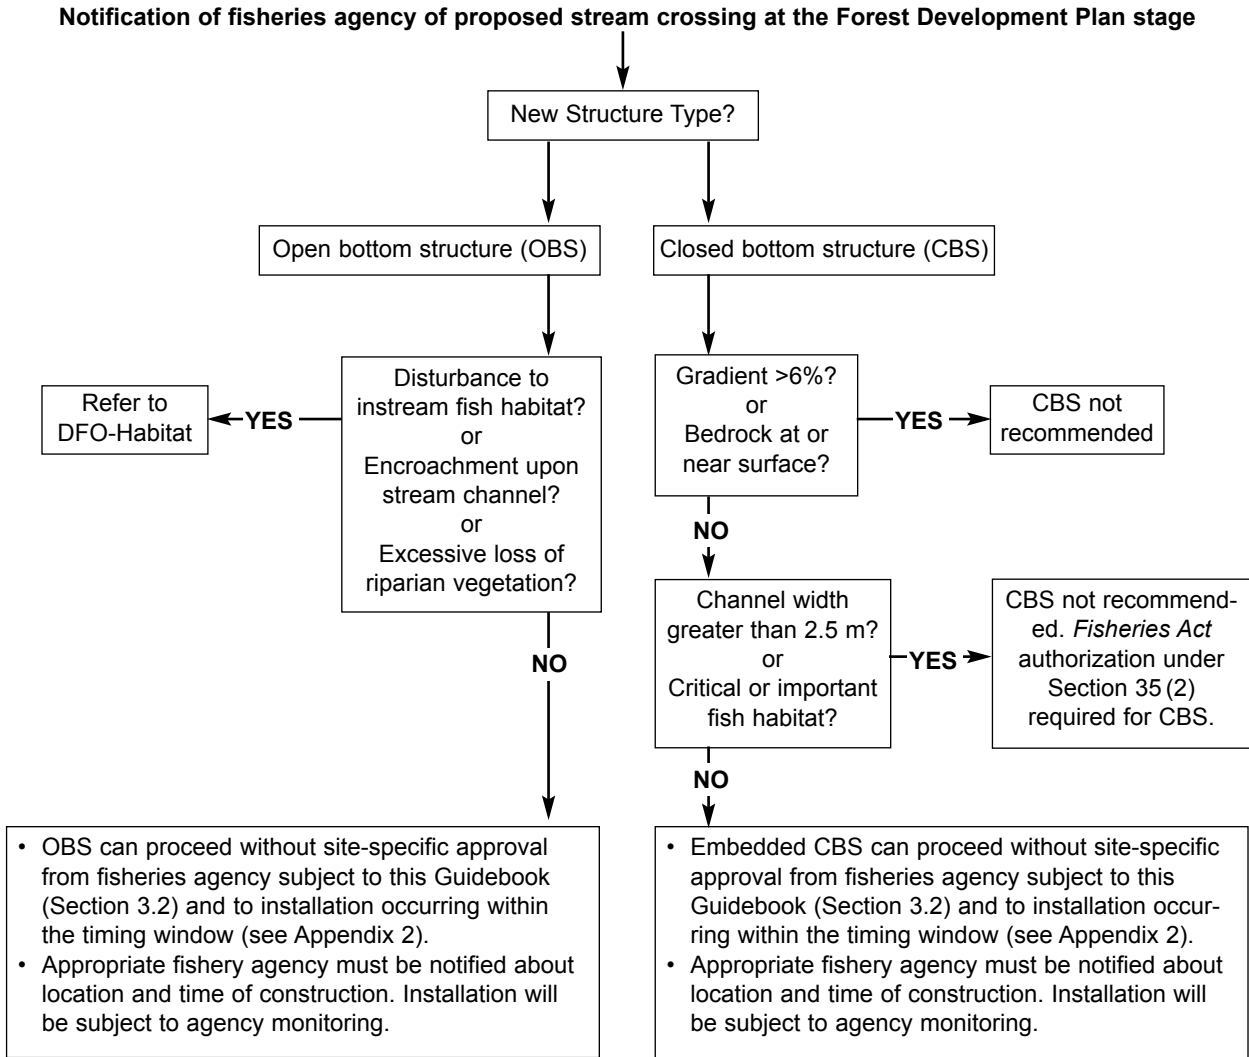 Notification of fisheries agency of proposed stream crossing at the Forest Development Plan stage
New Structure Type?
Open bottom structure (OBS)
Closed bottom structure (CBS)
Refer to
DFO-Habitat
YES
Disturbance to
instream fish habitat?
or
Encroachment upon
stream channel?
or
Excessive loss of
riparian vegetation?
Gradient >6%?
or
Bedrock at or
near surface?
YES
CBS not
recommended
NO
Channel width
greater than 2.5 m?
or
Critical or important
fish habitat?
YES
CBS not recommend-
ed. Fisheries Act
authorization under
Section 35 (2)
required for CBS.
NO
NO
• OBS can proceed without site-specific approval
from fisheries agency subject to this Guidebook
(Section 3.2) and to installation occurring within
the timing window (see Appendix 2).
• Appropriate fishery agency must be notified about
location and time of construction. Installation will
be subject to agency monitoring.
• Embedded CBS can proceed without site-specific
approval from fisheries agency subject to this
Guidebook (Section 3.2) and to installation occur-
ring within the timing window (see Appendix 2).
• Appropriate fishery agency must be notified about
location and time of construction. Installation will
be subject to agency monitoring.